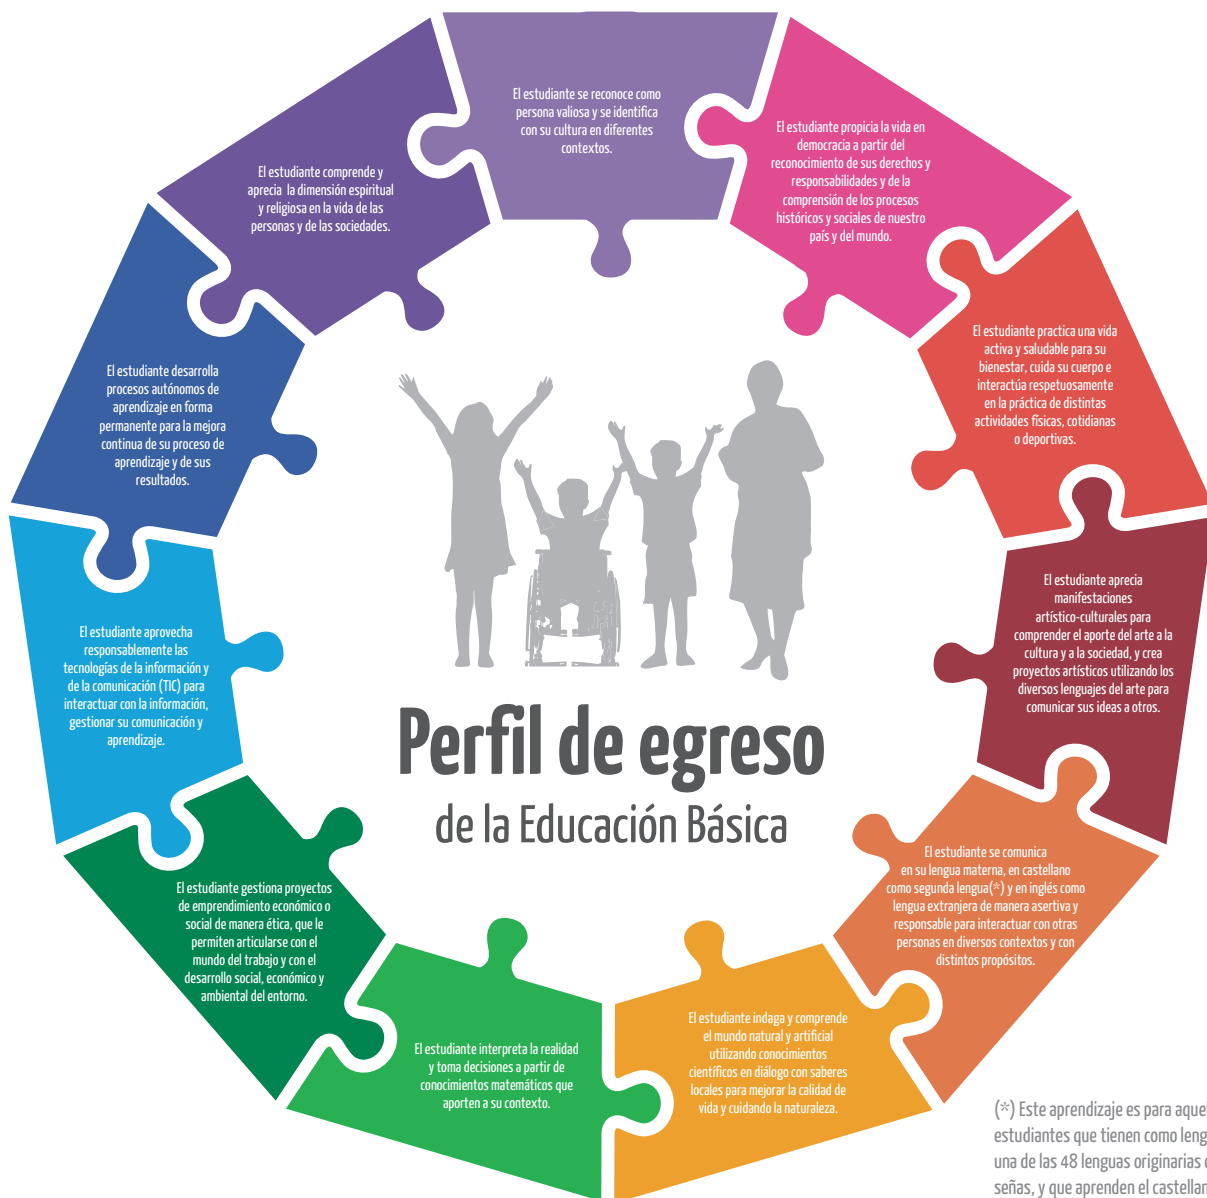 El estudiante se reconoce como
persona valiosa y se identifica
con su cultura en diferentes
contextos.
El estudiante propicia la vida en
democracia a partir del
reconocimiento de sus derechos y
responsabilidades y de la
comprensión de los procesos
históricos y sociales de nuestro
país y del mundo.
El estudiante practica una vida
activa y saludable para su
bienestar, cuida su cuerpo e
interactúa respetuosamente
en la práctica de distintas
actividades físicas, cotidianas
o deportivas.
El estudiante aprecia
manifestaciones
artístico-culturales para
comprender el aporte del arte a la
cultura y a la sociedad, y crea
proyectos artísticos utilizando los
diversos lenguajes del arte para
comunicar sus ideas a otros.
El estudiante se comunica
en su lengua materna, en castellano
como segunda lengua(*) y en inglés como
lengua extranjera de manera asertiva y
responsable para interactuar con otras
personas en diversos contextos y con
distintos propósitos.
El estudiante indaga y comprende
el mundo natural y artificial
utilizando conocimientos
científicos en diálogo con saberes
locales para mejorar la calidad de
vida y cuidando la naturaleza.
El estudiante interpreta la realidad
y toma decisiones a partir de
conocimientos matemáticos que
aporten a su contexto.
El estudiante gestiona proyectos
de emprendimiento económico o
social de manera ética, que le
permiten articularse con el
mundo del trabajo y con el
desarrollo social, económico y
ambiental del entorno.
El estudiante aprovecha
responsablemente las
tecnologías de la información y
de la comunicación (TIC) para
interactuar con la información,
gestionar su comunicación y
aprendizaje.
El estudiante desarrolla
procesos autónomos de
aprendizaje en forma
permanente para la mejora
continua de su proceso de
aprendizaje y de sus
resultados.
El estudiante comprende y
aprecia la dimensión espiritual
y religiosa en la vida de las
personas y de las sociedades.
Perfil de egreso
de la Educación Básica
(*) Este aprendizaje es para
estudiantes que tienen como
una de las 48 lenguas originarias
señas, y que aprenden el